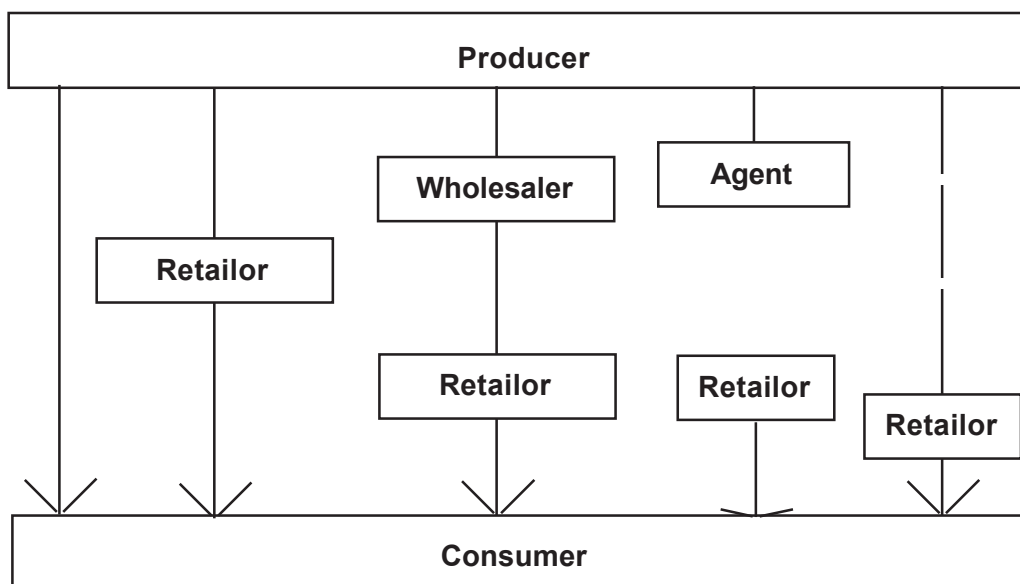 Producer
Wholesaler
Agent
Retailor
Retailor
Retailor
Retailor
Consumer